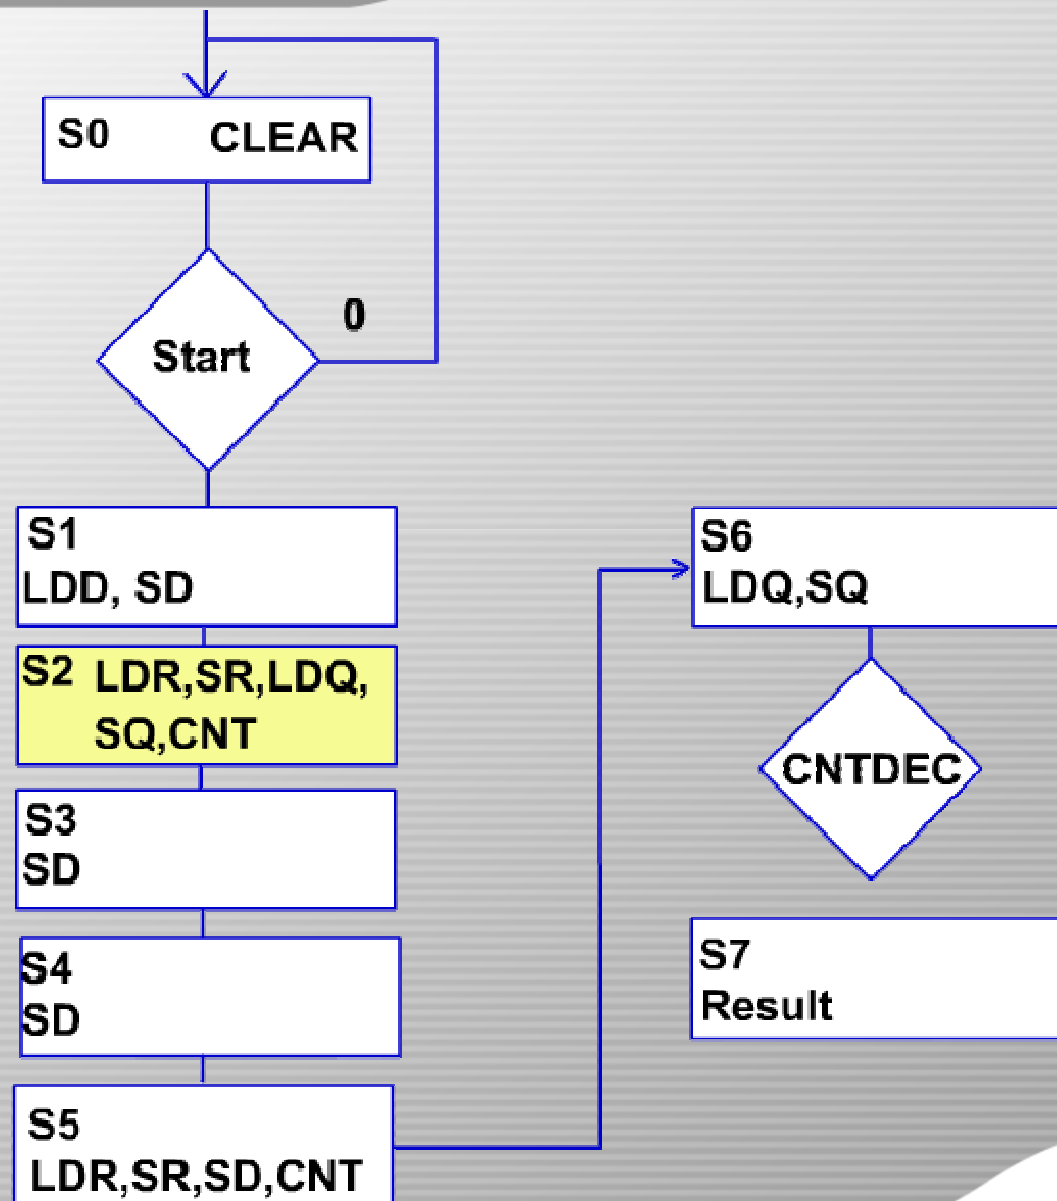 S0 CLEAR
0
Start
S1
LDD, SD
S2 LDR,SR,LDQ,
SQ,CNT
S3
SD
S4
SD
S5
LDR,SR,SD,CNT
S6
LDQ,SQ
CNTDEC
S7
Result